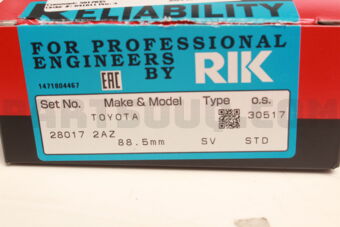 RELIABILITY
FOR PROFESSIONAL
ENGINEERS
BY RIK
1471804467 EAC
Set No. Make & Model Type o.s.
TOYOTA 30517
28017 2AZ
88.5mm SV STD